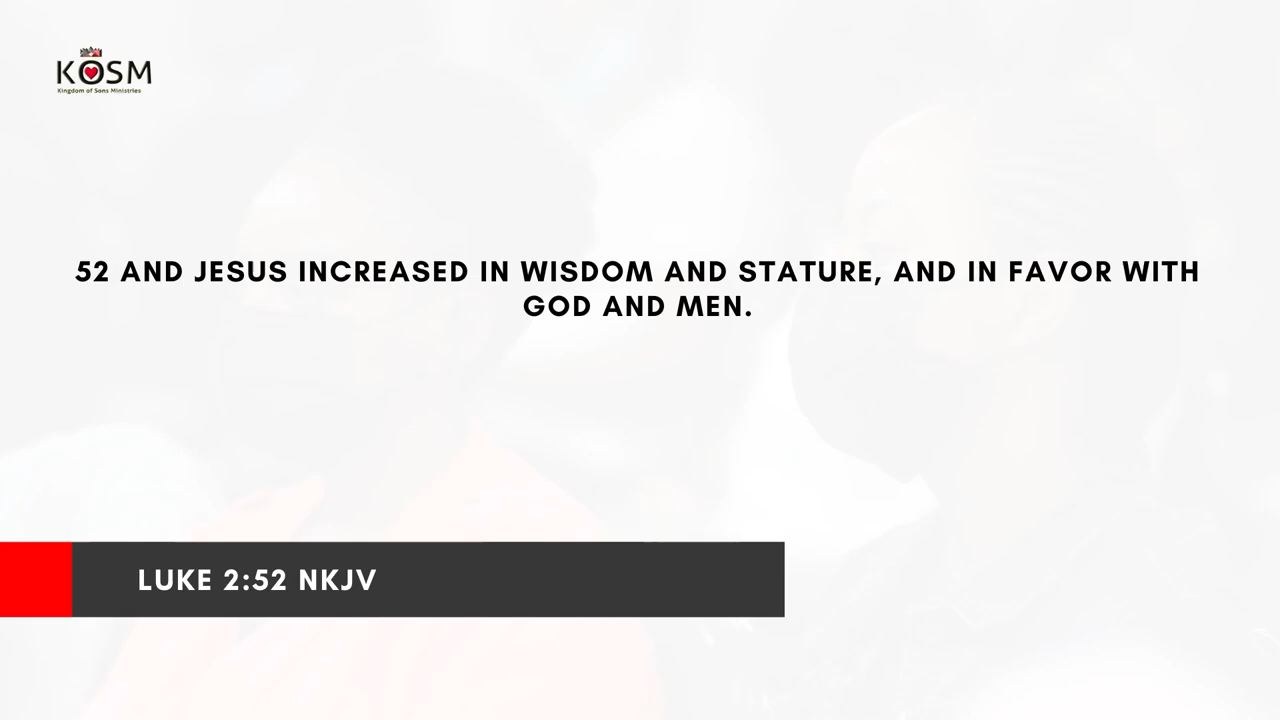 KOSM
Kingdom of Sons Ministries
52 AND JESUS INCREASED IN WISDOM AND STATURE, AND IN FAVOR WITH
GOD AND MEN.
LUKE 2:52 NKJV